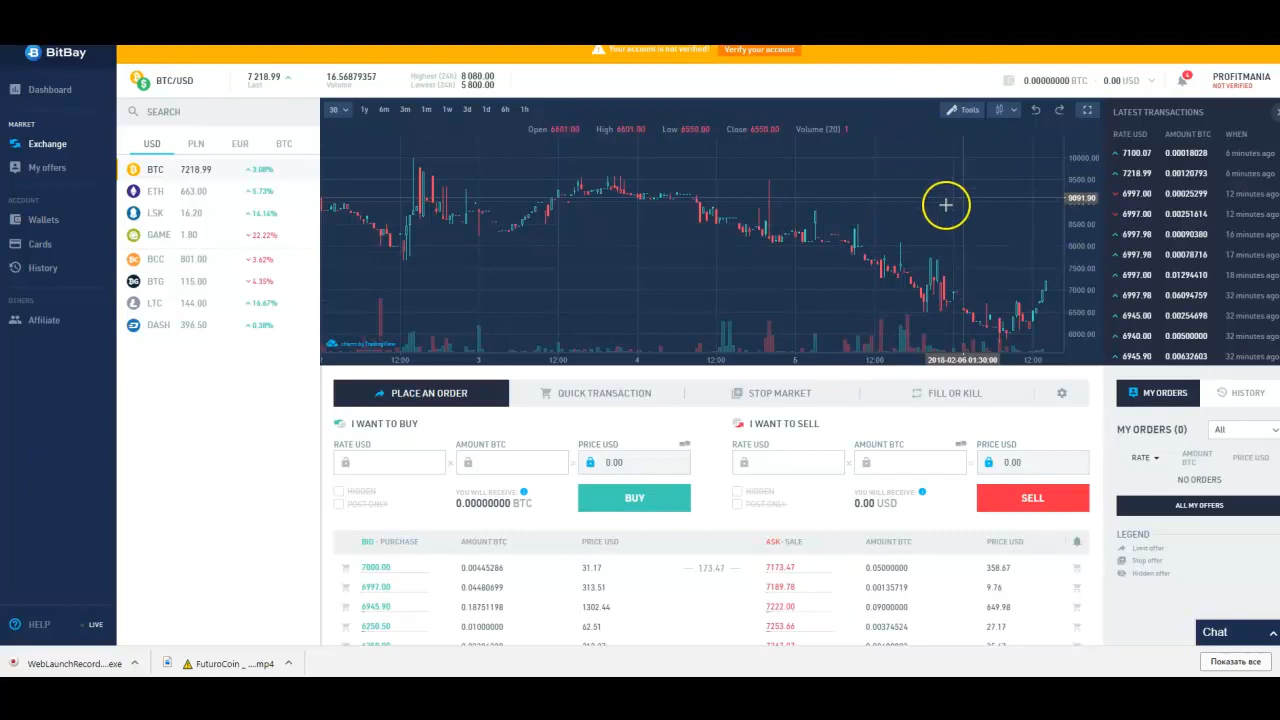 BitBay
Your account is not verified!
Verify your account
Dashboard
MARKET
Exchange
My offers
ACCOUNT
Wallets
Cards
History
OTHERS
Affiliate
HELP
LIVE
BTC/USD
7 218.99
Last
16.56879357
Volume
Highest (24h) 8 080.00
Lowest (24h) 5 800.00
0.00000000 BTC
0.00 USD
4
PROFITMANIA
NOT VERIFIED
SEARCH
USD PLN EUR BTC
BTC 7218.99 3.08%
ETH 663.00 5.73%
LSK 16.20 14.14%
GAME 1.80 -22.22%
BCC 801.00 -3.62%
BTG 115.00 -4.35%
LTC 144.00 16.67%
DASH 396.50 0.38%
30 1y 6m 3m 1m 1w 3d 1d 6h 1h
Tools
Open 6601.00 High 6601.00 Low 6550.00 Close 6550.00 Volume (20) 1
10000.00
9500.00
9091.90
8500.00
8000.00
7500.00
7000.00
6500.00
6000.00
charts by TradingView
12:00 3 12:00 4 12:00 5 12:00 2018-02-06 01:30:00 12:00
LATEST TRANSACTIONS
RATE USD AMOUNT BTC WHEN
7100.07 0.00018028 6 minutes ago
7218.99 0.00120793 6 minutes ago
6997.00 0.00025299 12 minutes ago
6997.00 0.00251614 12 minutes ago
6997.98 0.00090380 16 minutes ago
6997.98 0.00078716 17 minutes ago
6997.00 0.01294410 18 minutes ago
6997.98 0.06094759 32 minutes ago
6945.00 0.00254698 32 minutes ago
6940.00 0.00500000 32 minutes ago
6945.90 0.00632603 32 minutes ago
PLACE AN ORDER
QUICK TRANSACTION
STOP MARKET
FILL OR KILL
I WANT TO BUY
RATE USD AMOUNT BTC PRICE USD
× = 0.00
HIDDEN
POST-ONLY
YOU WILL RECEIVE:
0.00000000 BTC
BUY
I WANT TO SELL
RATE USD AMOUNT BTC PRICE USD
× = 0.00
HIDDEN
POST-ONLY
YOU WILL RECEIVE:
0.00 USD
SELL
BID - PURCHASE AMOUNT BTC PRICE USD
7000.00 0.00445286 31.17
6997.00 0.04480699 313.51
6945.90 0.18751198 1302.44
6250.50 0.01000000 62.51
173.47
ASK - SALE AMOUNT BTC PRICE USD
7173.47 0.05000000 358.67
7189.78 0.00135719 9.76
7222.00 0.09000000 649.98
7253.66 0.00374524 27.17
MY ORDERS
HISTORY
MY ORDERS (0)
All
RATE
AMOUNT BTC
PRICE USD
NO ORDERS
ALL MY OFFERS
LEGEND
Limit offer
Stop offer
Hidden offer
Chat
WebLaunchRecord....exe
FuturoCoin _ ....mp4
Показать все